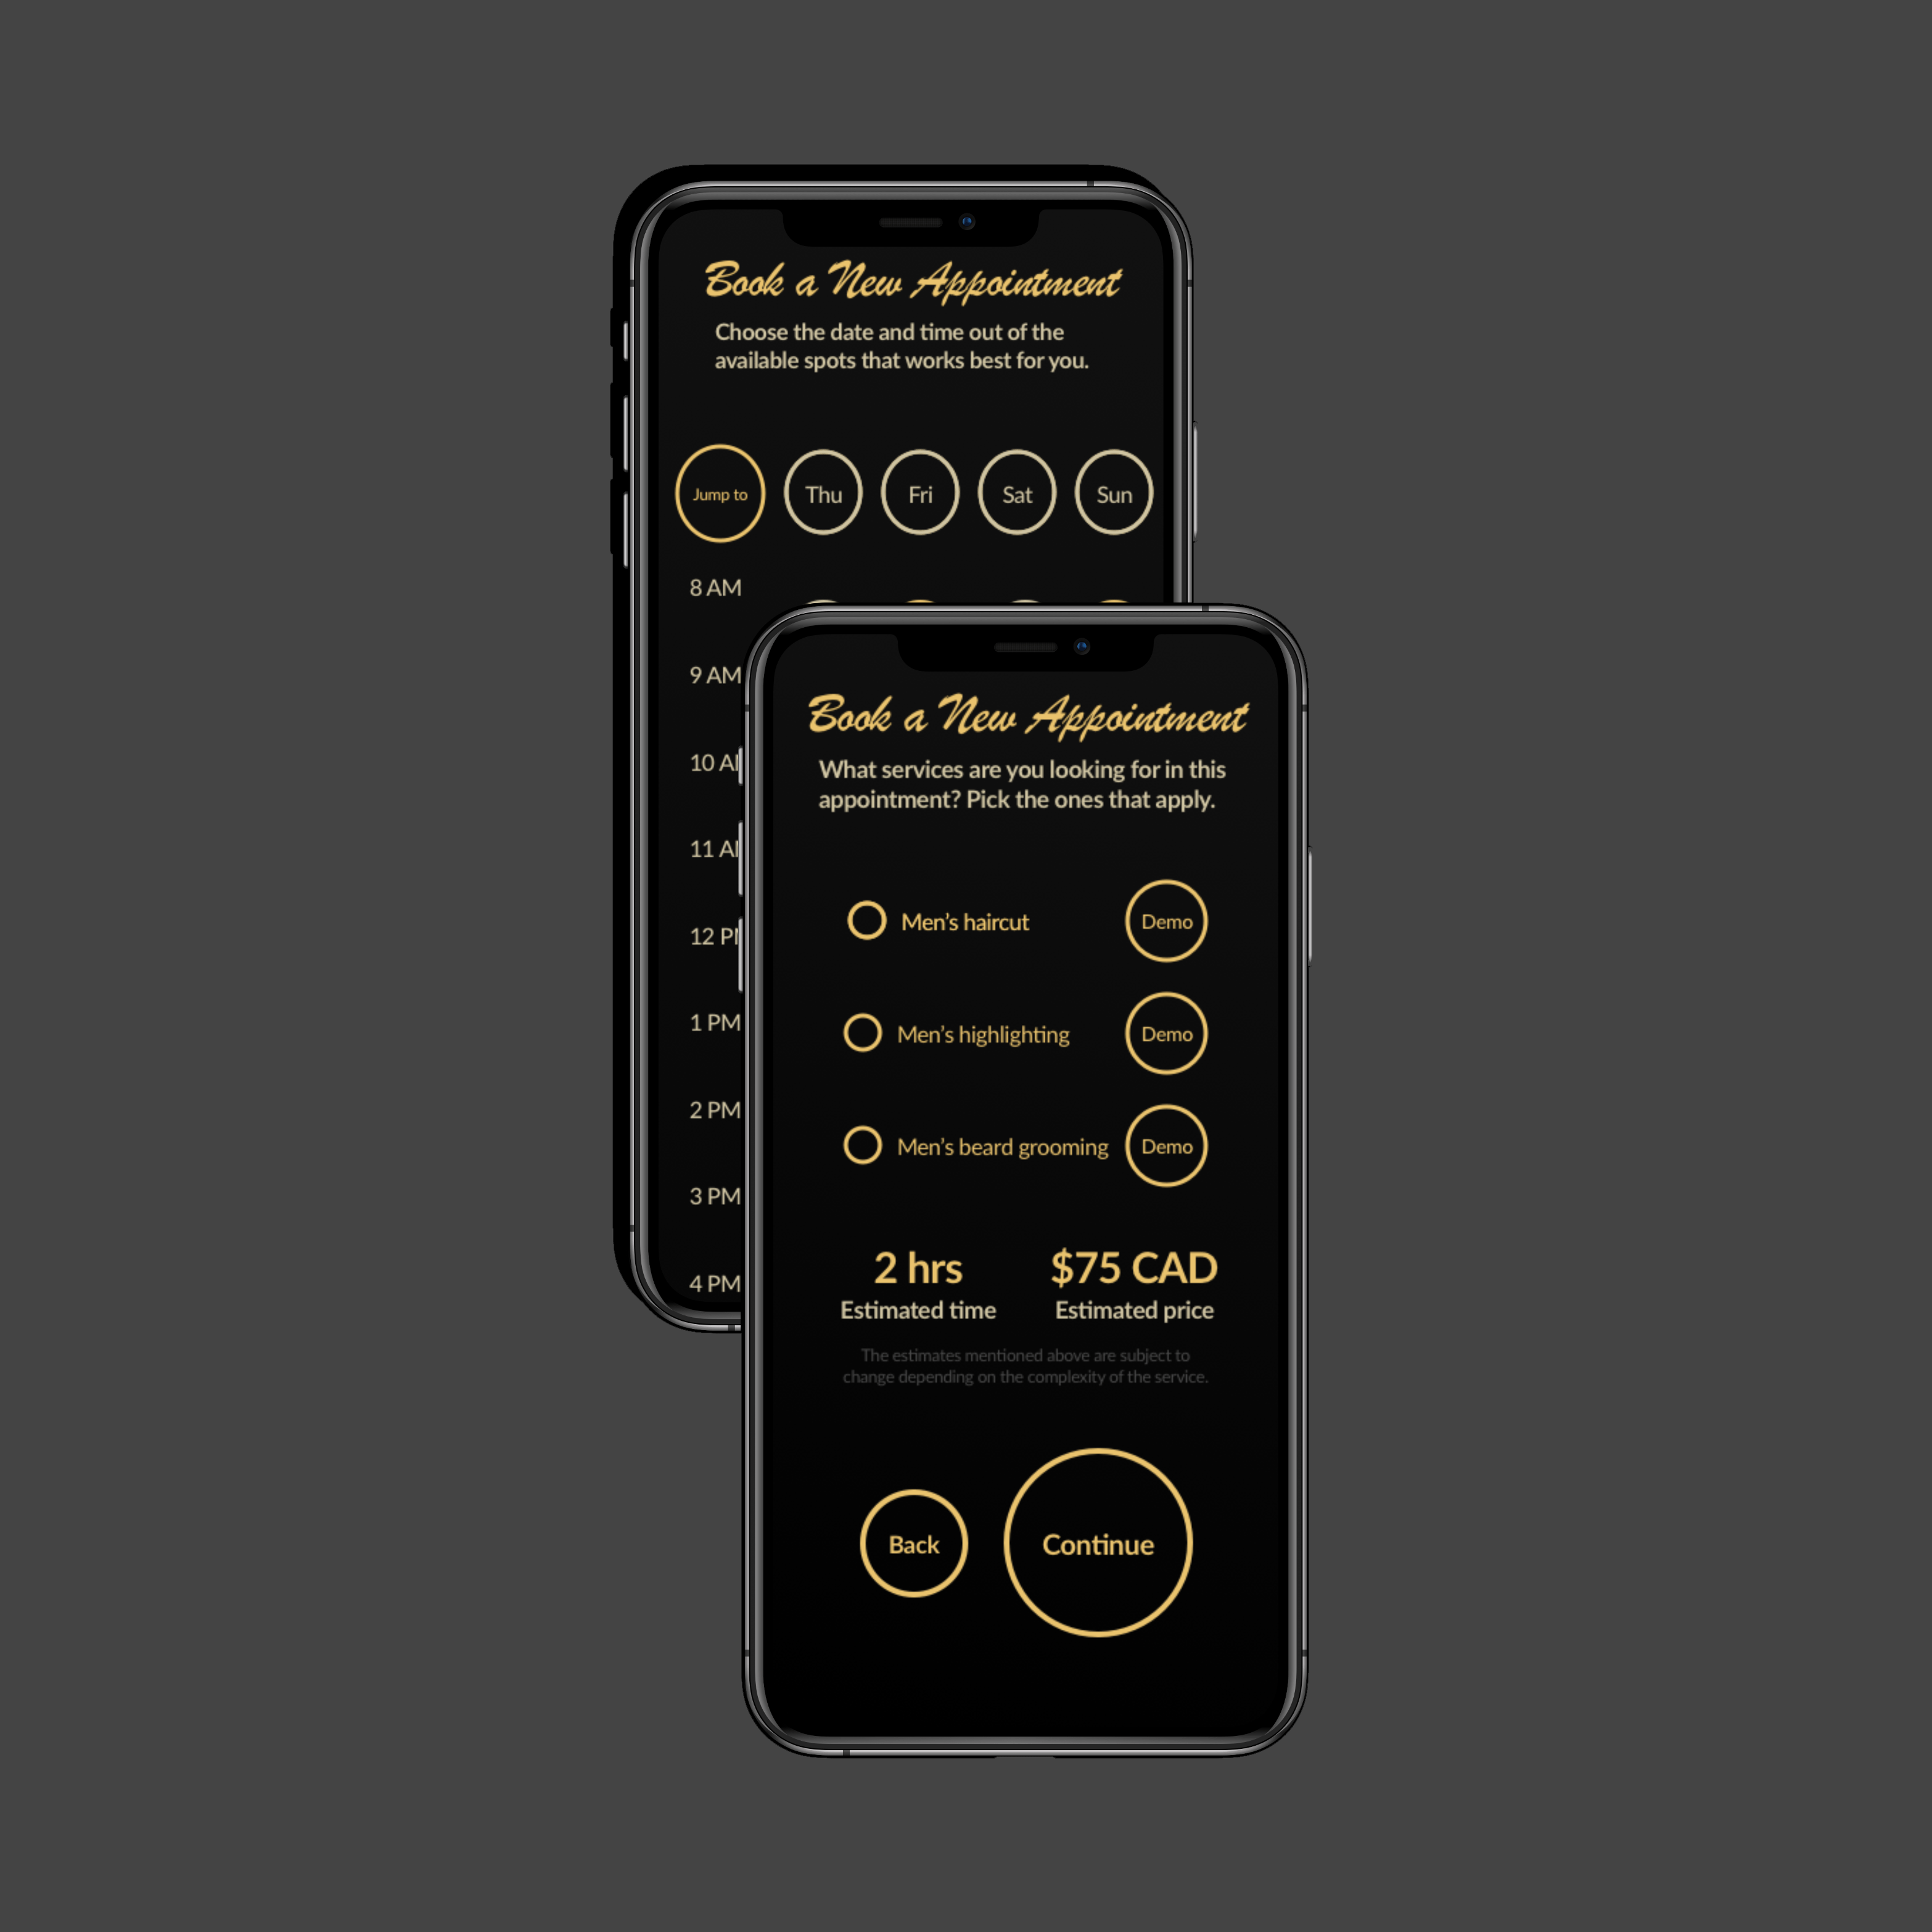 Book a New Appointment
Choose the date and time out of the
available spots that works best for you.
Jump to Thu Fri Sat Sun
8 AM
9 AM
10 A
11 A
12 P
1 PM
2 PM
3 PM
4 PM
Book a New Appointment
What services are you looking for in this
appointment? Pick the ones that apply.
Men's haircut Demo
Men's highlighting Demo
Men's beard grooming Demo
2 hrs $75 CAD
Estimated time Estimated price
The estimates mentioned above are subject to
change depending on the complexity of the service.
Back Continue